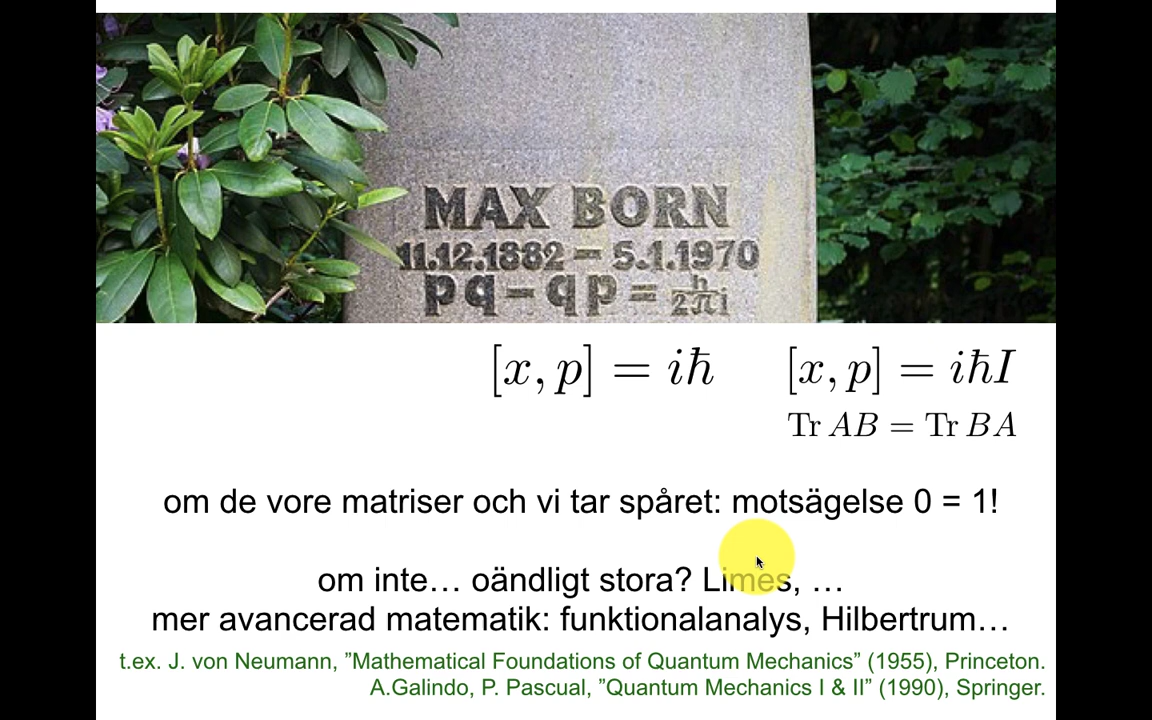 MAX BORN
11.12.1882 – 5.1.1970
pq – qp = h/2πi
[x, p] = iħ [x, p] = iħI
Tr AB = Tr BA
om de vore matriser och vi tar spåret: motsägelse 0 = 1!
om inte… oändligt stora? Limes, …
mer avancerad matematik: funktionalanalys, Hilbertrum…
t.ex. J. von Neumann, ”Mathematical Foundations of Quantum Mechanics” (1955), Princeton.
A.Galindo, P. Pascual, ”Quantum Mechanics I & II” (1990), Springer.